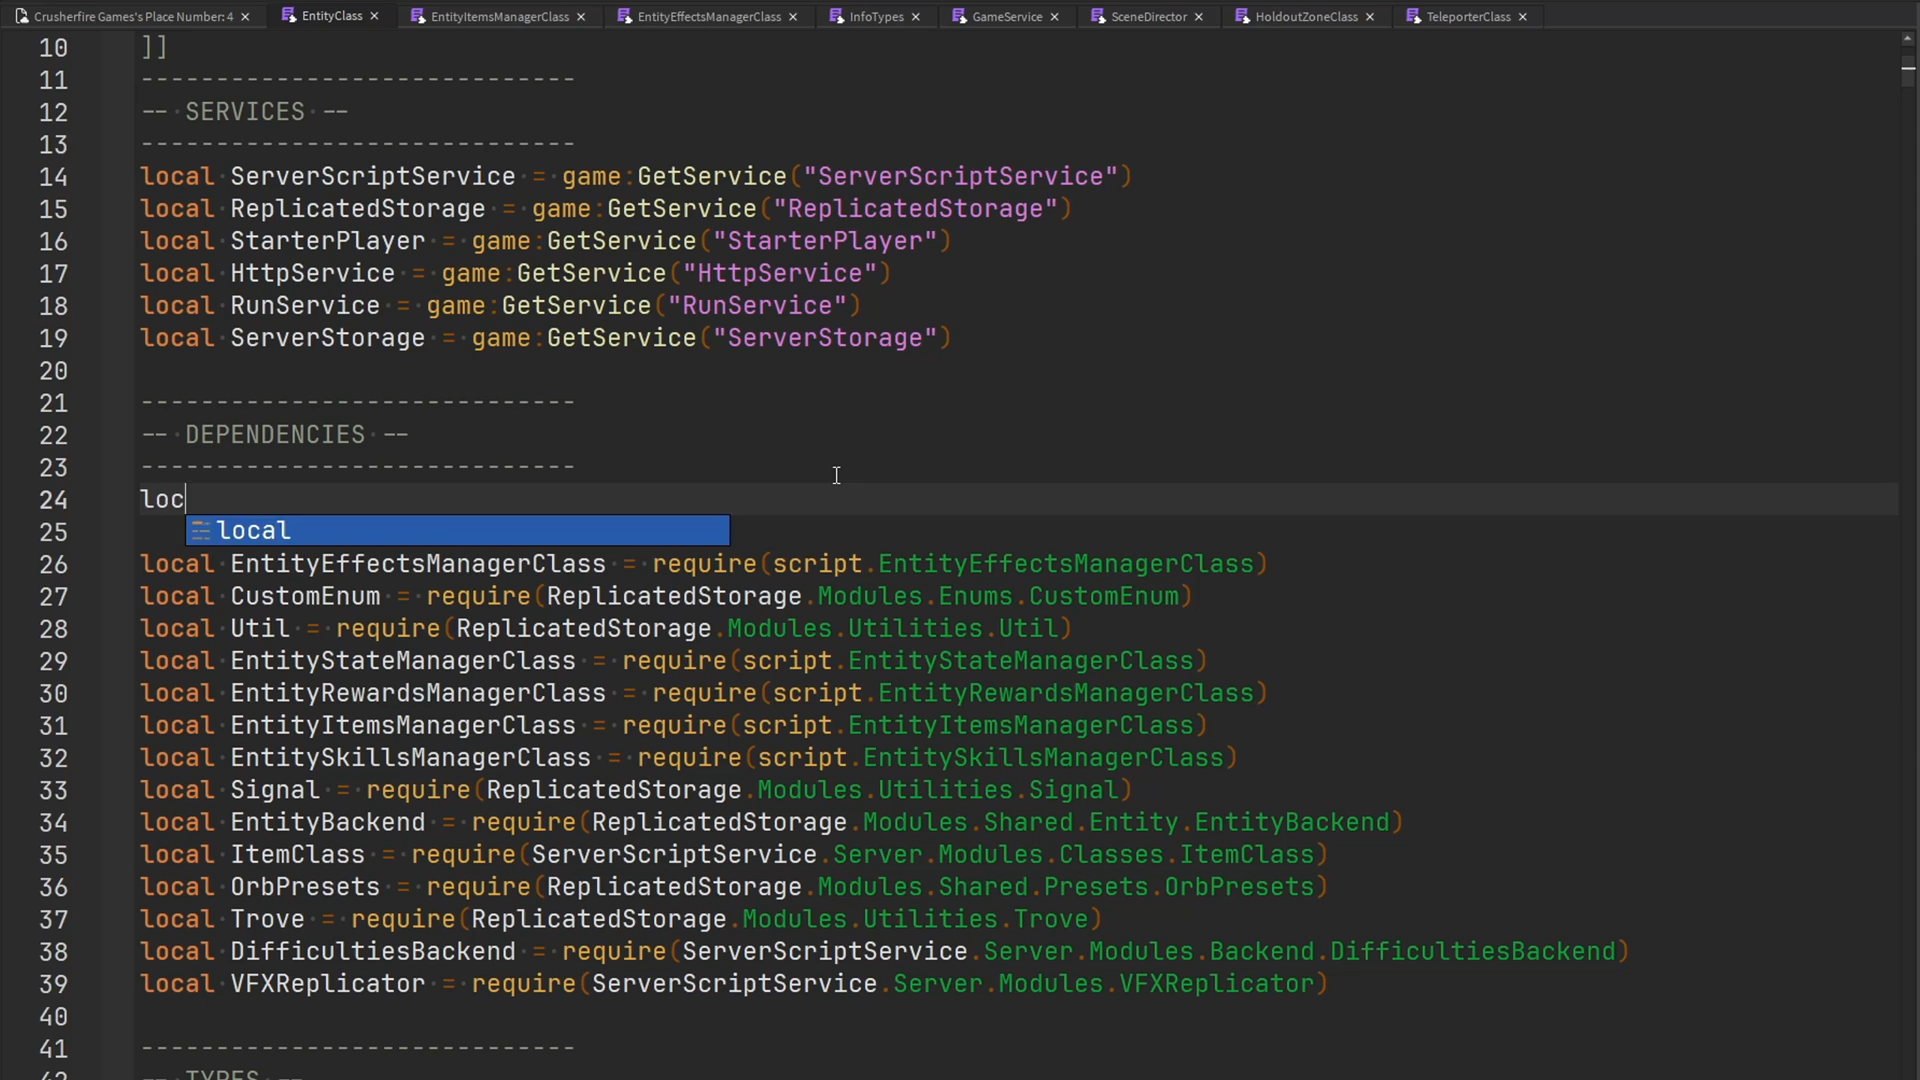 Crusherfire Games's Place Number: 4 × EntityClass × EntityItemsManagerClass × EntityEffectsManagerClass × InfoTypes × GameService × SceneDirector × HoldoutZoneClass × TeleporterClass ×
10 ]]
11 -----------------------------
12 -- SERVICES --
13 -----------------------------
14 local ServerScriptService = game:GetService("ServerScriptService")
15 local ReplicatedStorage = game:GetService("ReplicatedStorage")
16 local StarterPlayer = game:GetService("StarterPlayer")
17 local HttpService = game:GetService("HttpService")
18 local RunService = game:GetService("RunService")
19 local ServerStorage = game:GetService("ServerStorage")
20
21 -----------------------------
22 -- DEPENDENCIES --
23 -----------------------------
24 loc
25 local
26 local EntityEffectsManagerClass = require(script.EntityEffectsManagerClass)
27 local CustomEnum = require(ReplicatedStorage.Modules.Enums.CustomEnum)
28 local Util = require(ReplicatedStorage.Modules.Utilities.Util)
29 local EntityStateManagerClass = require(script.EntityStateManagerClass)
30 local EntityRewardsManagerClass = require(script.EntityRewardsManagerClass)
31 local EntityItemsManagerClass = require(script.EntityItemsManagerClass)
32 local EntitySkillsManagerClass = require(script.EntitySkillsManagerClass)
33 local Signal = require(ReplicatedStorage.Modules.Utilities.Signal)
34 local EntityBackend = require(ReplicatedStorage.Modules.Shared.Entity.EntityBackend)
35 local ItemClass = require(ServerScriptService.Server.Modules.Classes.ItemClass)
36 local OrbPresets = require(ReplicatedStorage.Modules.Shared.Presets.OrbPresets)
37 local Trove = require(ReplicatedStorage.Modules.Utilities.Trove)
38 local DifficultiesBackend = require(ServerScriptService.Server.Modules.Backend.DifficultiesBackend)
39 local VFXReplicator = require(ServerScriptService.Server.Modules.VFXReplicator)
40
41 -----------------------------
42 -- TYPES --